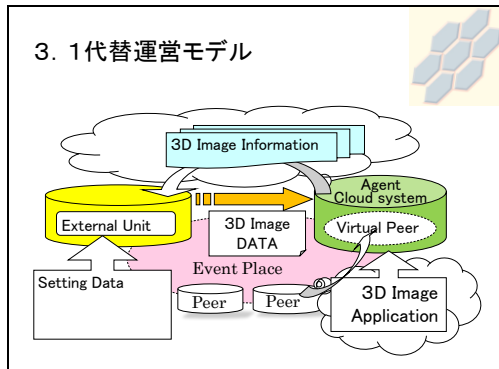 ３．１代替運営モデル
3D Image Information
Agent
Cloud system
External Unit
3D Image
DATA
Virtual Peer
Event Place
Setting Data
Peer
Peer
3D Image
Application